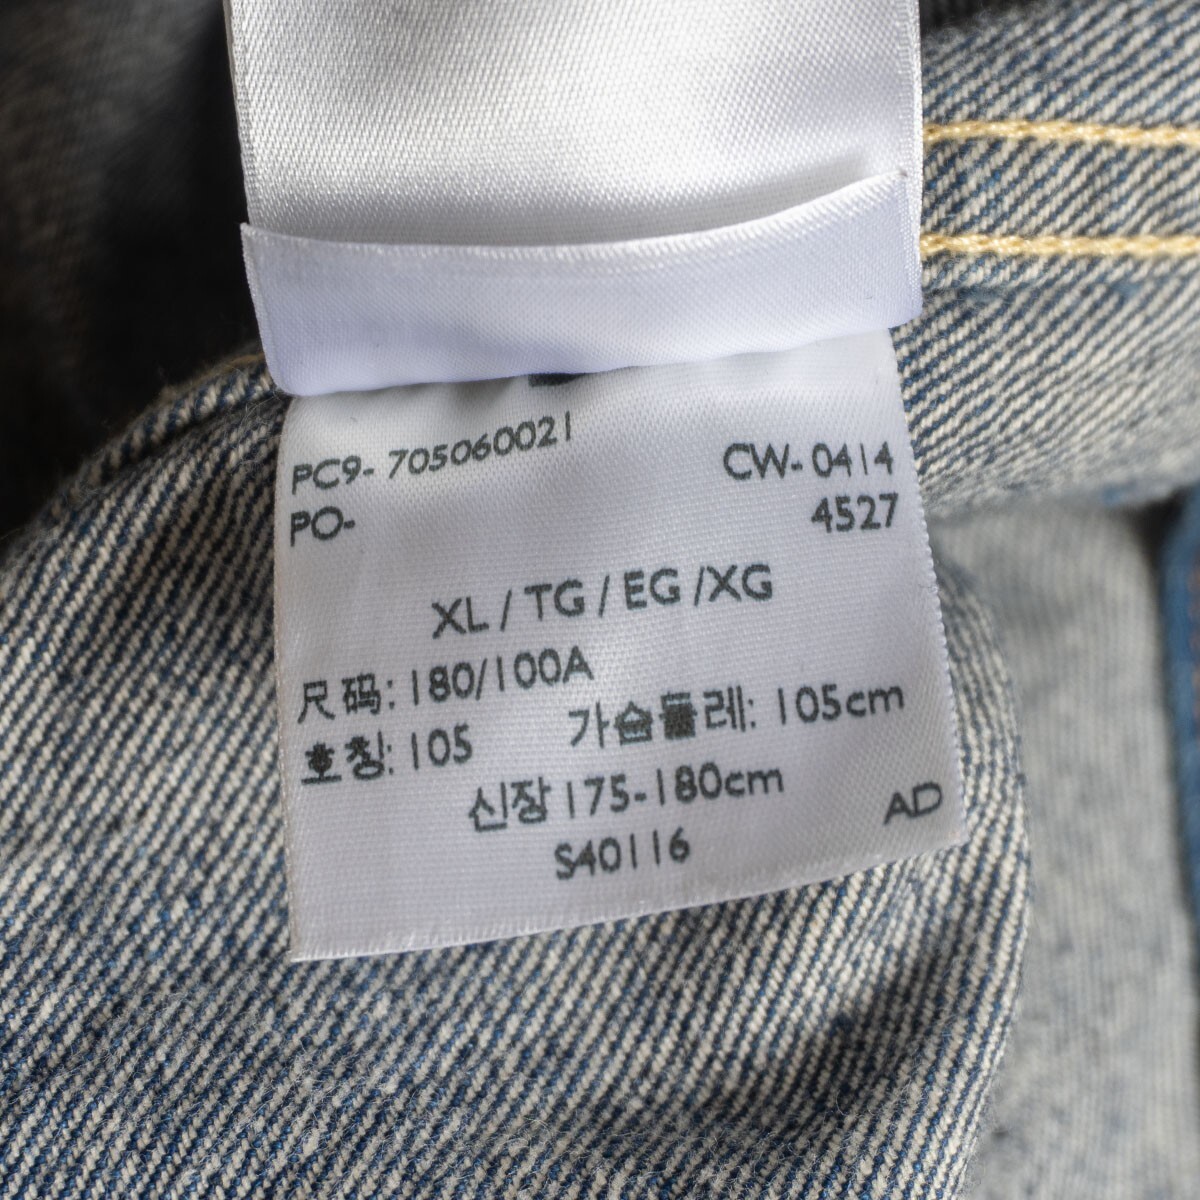 PC9- 705060021 CW- 0414
PO- 4527
XL / TG / EG /XG
尺码: 180/100A
호칭: 105 가슴둘레: 105cm
신장 175-180cm
AD
S40116